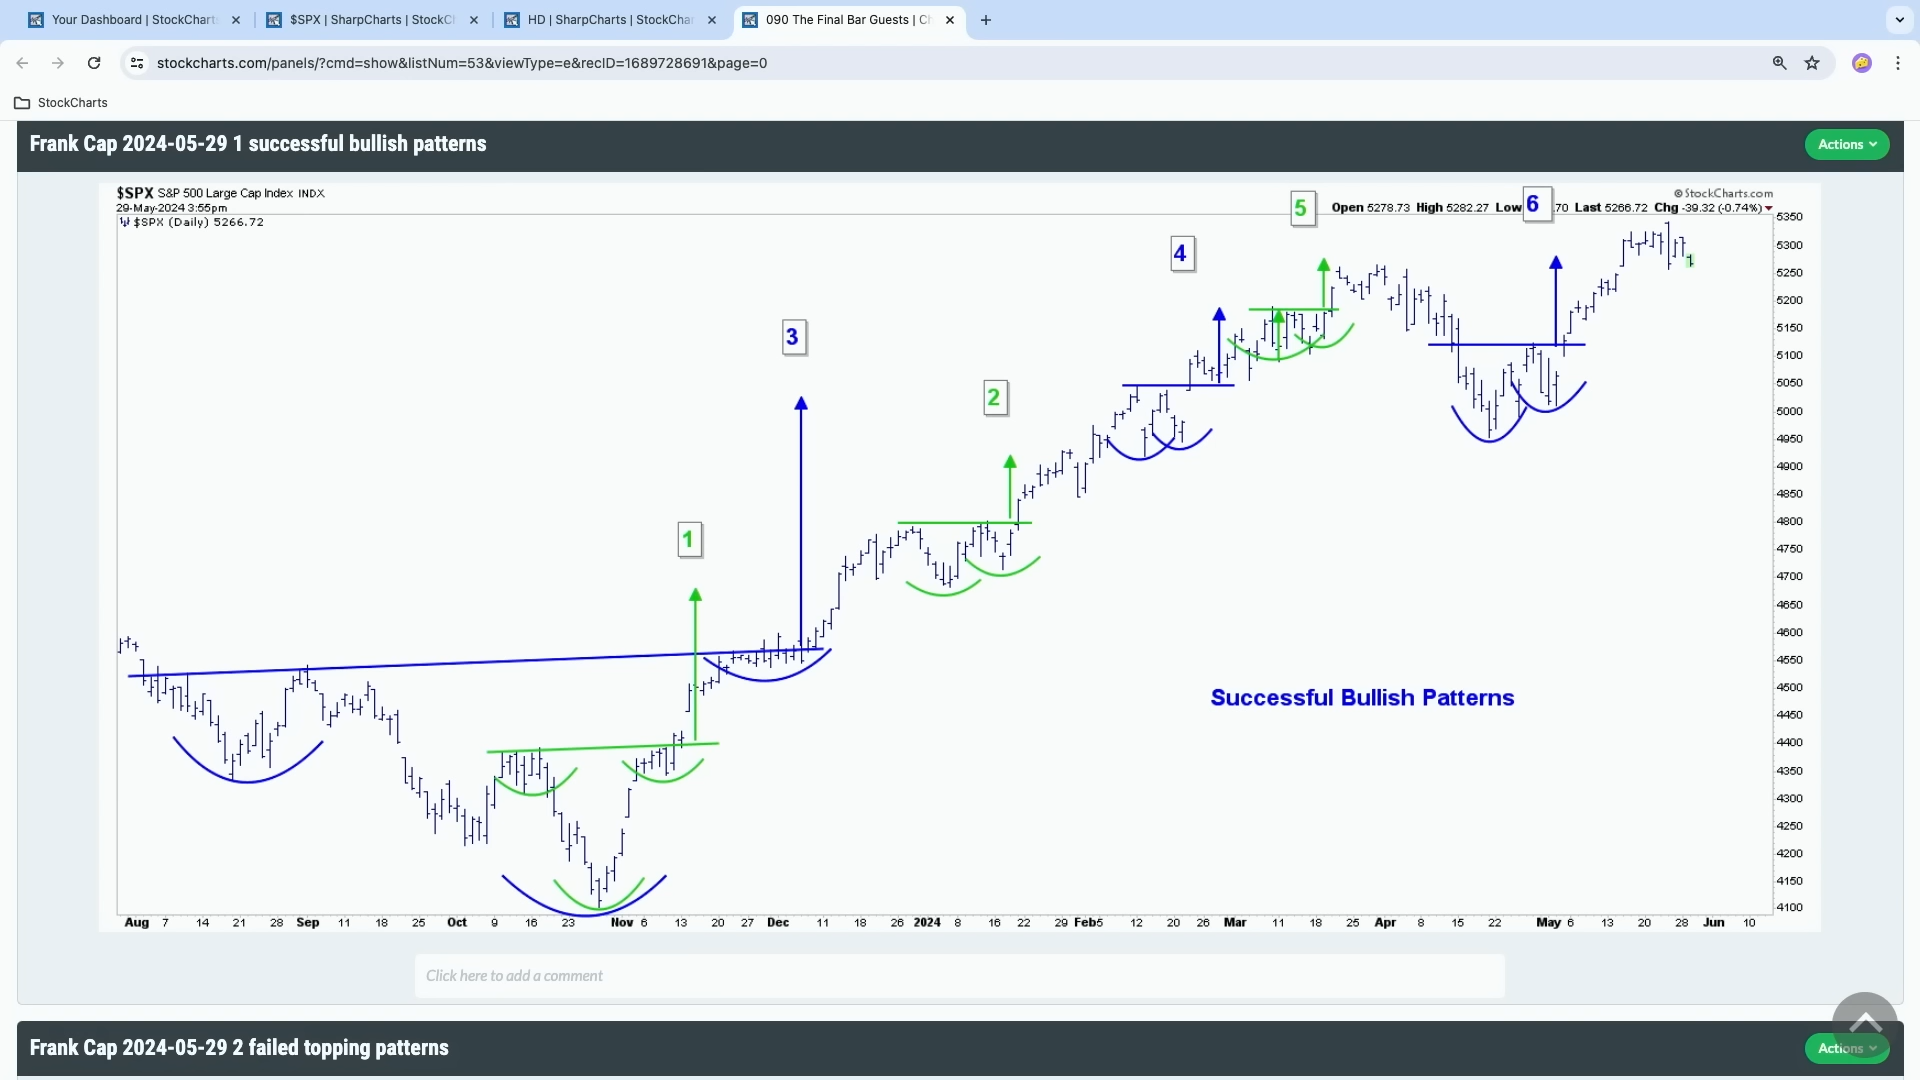 Your Dashboard | StockChart
$SPX | SharpCharts | StockC
HD | SharpCharts | StockChar
090 The Final Bar Guests | Ch
stockcharts.com/panels/?cmd=show&listNum=53&viewType=e&recID=1689728691&page=0
StockCharts
Frank Cap 2024-05-29 1 successful bullish patterns
Actions
$SPX S&P 500 Large Cap Index INDX
© StockCharts.com
29-May-2024 3:55pm
Open 5278.73 High 5282.27 Low 70 Last 5266.72 Chg -39.32 (-0.74%)
$SPX (Daily) 5266.72
5
6
4
3
2
1
5350
5300
5250
5200
5150
5100
5050
5000
4950
4900
4850
4800
4750
4700
4650
4600
4550
4500
4450
4400
4350
4300
4250
4200
4150
4100
Successful Bullish Patterns
Aug 7 14 21 28 Sep 11 18 25 Oct 9 16 23 Nov 6 13 20 27 Dec 11 18 26 2024 8 16 22 29 Feb 5 12 20 26 Mar 11 18 25 Apr 8 15 22 May 6 13 20 28 Jun 10
Click here to add a comment
Frank Cap 2024-05-29 2 failed topping patterns
Actions